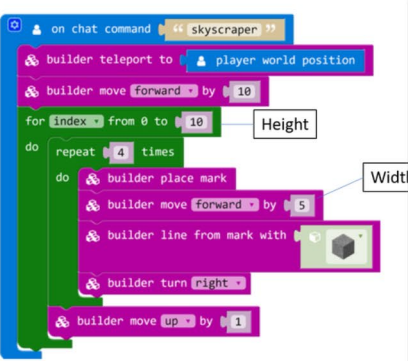 on chat command “ skyscraper ”
builder teleport to player world position
builder move forward by 10
for index from 0 to 10
Height
do repeat 4 times
do builder place mark
Width
builder move forward by 5
builder line from mark with
builder turn right
builder move up by 1